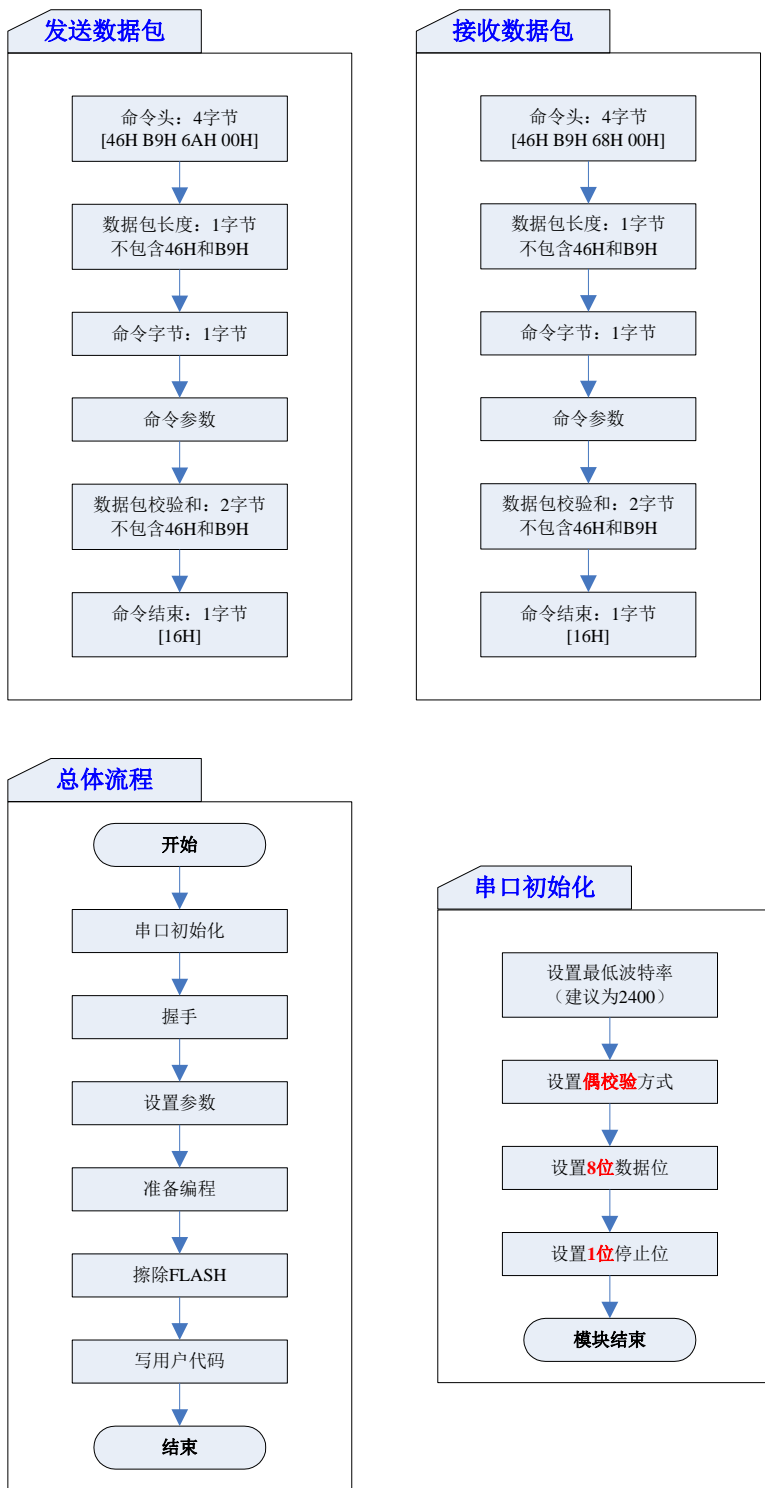 发送数据包
命令头：4字节
[46H B9H 6AH 00H]
数据包长度：1字节
不包含46H和B9H
命令字节：1字节
命令参数
数据包校验和：2字节
不包含46H和B9H
命令结束：1字节
[16H]
接收数据包
命令头：4字节
[46H B9H 68H 00H]
数据包长度：1字节
不包含46H和B9H
命令字节：1字节
命令参数
数据包校验和：2字节
不包含46H和B9H
命令结束：1字节
[16H]
总体流程
开始
串口初始化
握手
设置参数
准备编程
擦除FLASH
写用户代码
结束
串口初始化
设置最低波特率
（建议为2400）
设置偶校验方式
设置8位数据位
设置1位停止位
模块结束